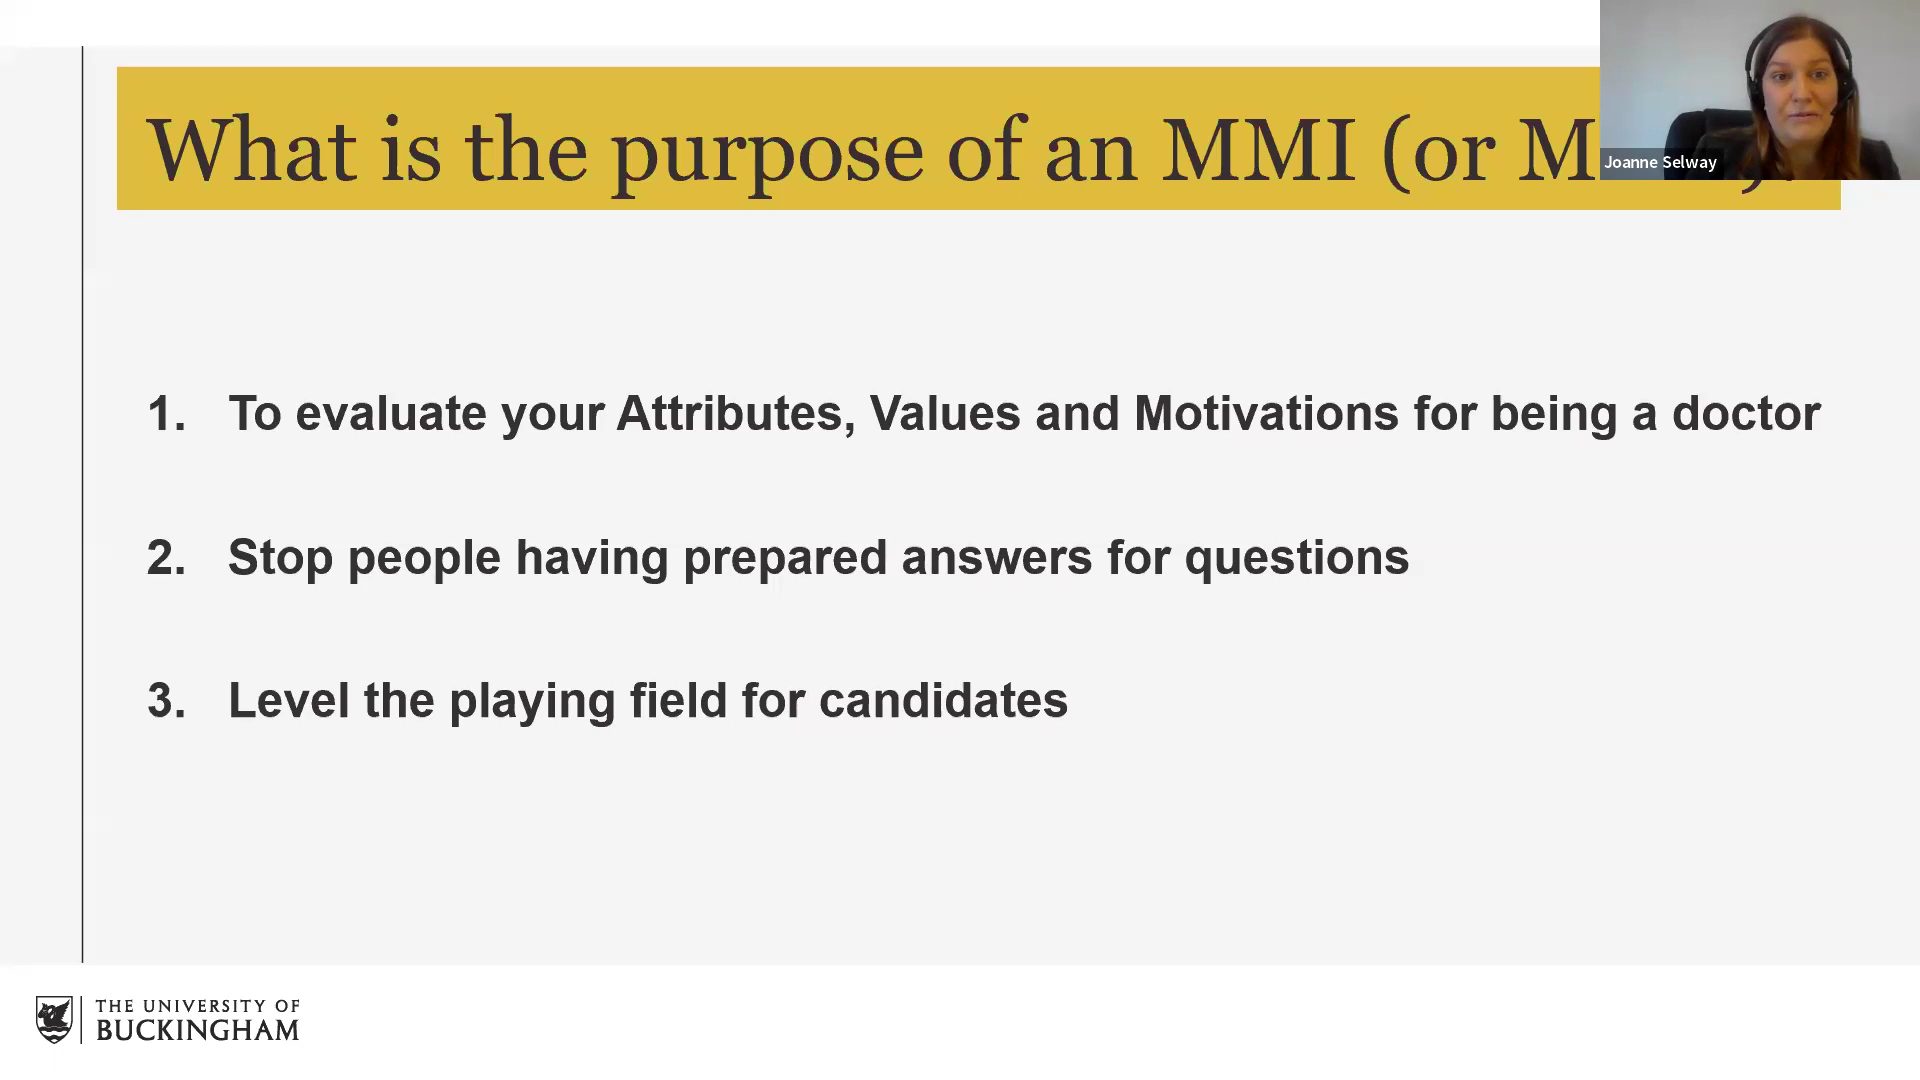 What is the purpose of an MMI (or M
Joanne Selway
1. To evaluate your Attributes, Values and Motivations for being a doctor
2. Stop people having prepared answers for questions
3. Level the playing field for candidates
THE UNIVERSITY OF
BUCKINGHAM